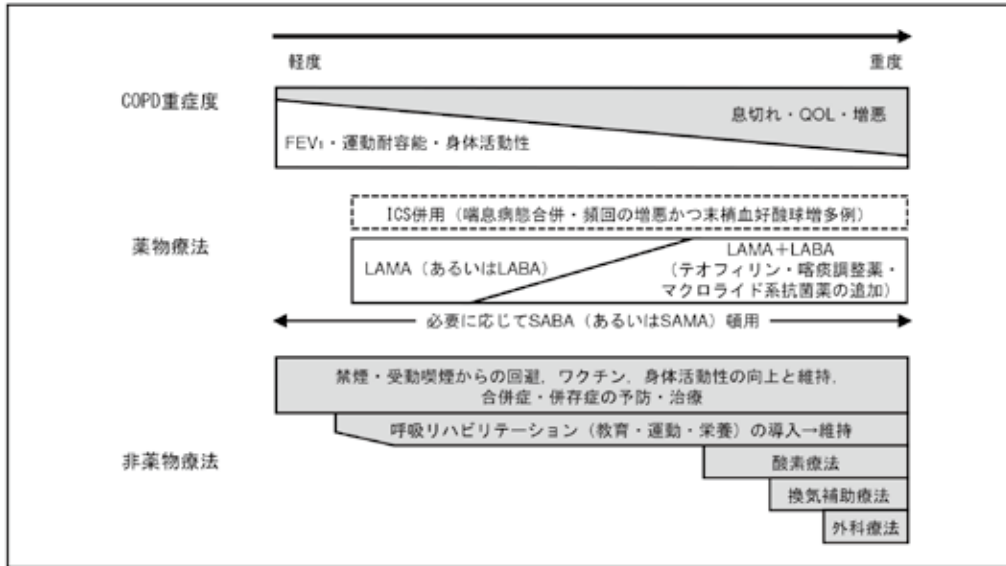 軽度
重度
COPD重症度
息切れ・QOL・増悪
FEV₁・運動耐容能・身体活動性
ICS併用（喘息病態合併・頻回の増悪かつ末梢血好酸球増多例）
薬物療法
LAMA（あるいはLABA）
LAMA＋LABA
（テオフィリン・喀痰調整薬・
マクロライド系抗菌薬の追加）
必要に応じてSABA（あるいはSAMA）頓用
禁煙・受動喫煙からの回避，ワクチン，身体活動性の向上と維持，
合併症・併存症の予防・治療
呼吸リハビリテーション（教育・運動・栄養）の導入→維持
非薬物療法
酸素療法
換気補助療法
外科療法